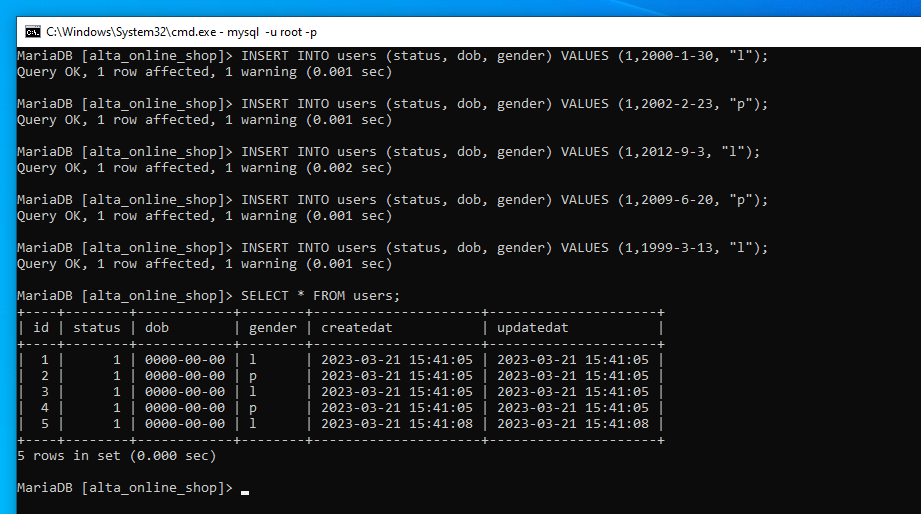 C:\Windows\System32\cmd.exe - mysql  -u root -p
MariaDB [alta_online_shop]> INSERT INTO users (status, dob, gender) VALUES (1,2000-1-30, "l");
Query OK, 1 row affected, 1 warning (0.001 sec)
MariaDB [alta_online_shop]> INSERT INTO users (status, dob, gender) VALUES (1,2002-2-23, "p");
Query OK, 1 row affected, 1 warning (0.001 sec)
MariaDB [alta_online_shop]> INSERT INTO users (status, dob, gender) VALUES (1,2012-9-3, "l");
Query OK, 1 row affected, 1 warning (0.002 sec)
MariaDB [alta_online_shop]> INSERT INTO users (status, dob, gender) VALUES (1,2009-6-20, "p");
Query OK, 1 row affected, 1 warning (0.001 sec)
MariaDB [alta_online_shop]> INSERT INTO users (status, dob, gender) VALUES (1,1999-3-13, "l");
Query OK, 1 row affected, 1 warning (0.001 sec)
MariaDB [alta_online_shop]> SELECT * FROM users;
+----+--------+------------+--------+---------------------+---------------------+
| id | status | dob        | gender | createdat           | updatedat           |
+----+--------+------------+--------+---------------------+---------------------+
|  1 |      1 | 0000-00-00 | l      | 2023-03-21 15:41:05 | 2023-03-21 15:41:05 |
|  2 |      1 | 0000-00-00 | p      | 2023-03-21 15:41:05 | 2023-03-21 15:41:05 |
|  3 |      1 | 0000-00-00 | l      | 2023-03-21 15:41:05 | 2023-03-21 15:41:05 |
|  4 |      1 | 0000-00-00 | p      | 2023-03-21 15:41:05 | 2023-03-21 15:41:05 |
|  5 |      1 | 0000-00-00 | l      | 2023-03-21 15:41:08 | 2023-03-21 15:41:08 |
+----+--------+------------+--------+---------------------+---------------------+
5 rows in set (0.000 sec)
MariaDB [alta_online_shop]> _